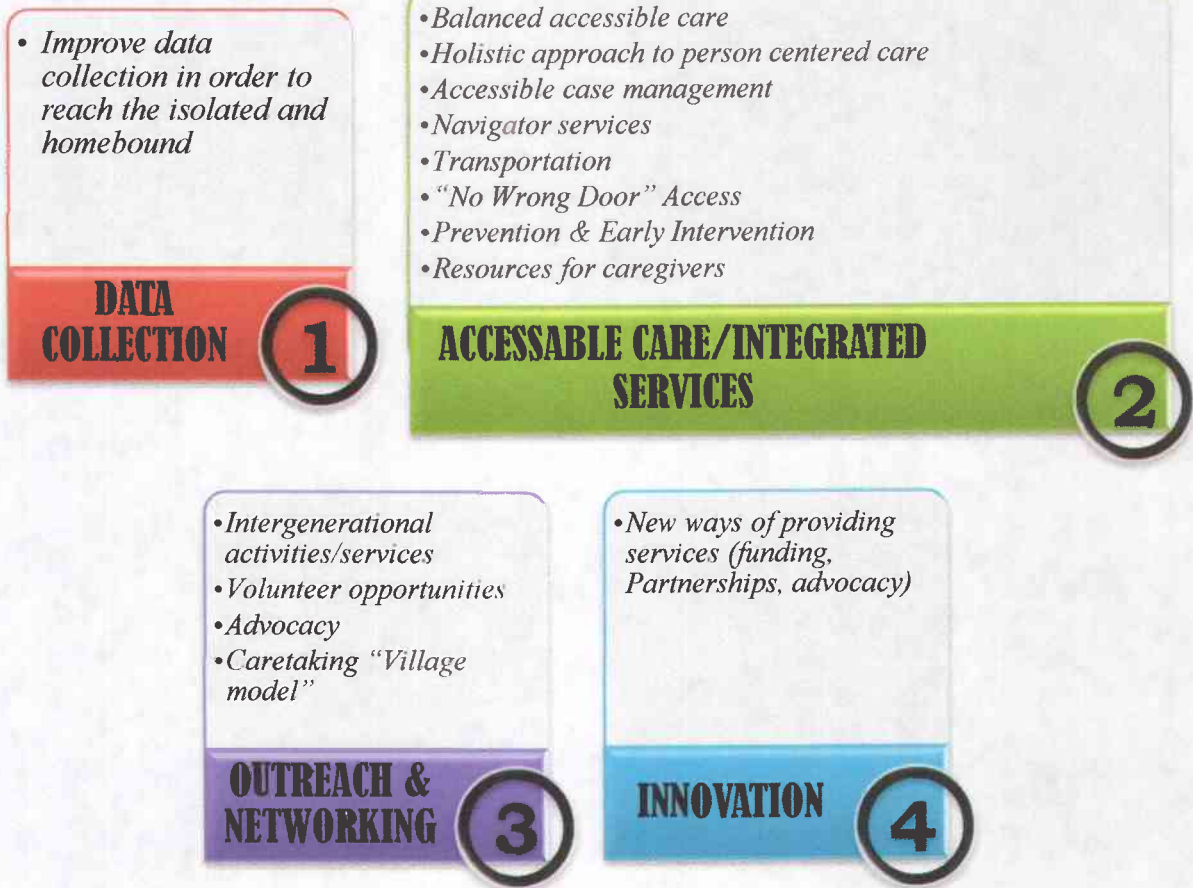 • Improve data
collection in order to
reach the isolated and
homebound
DATA
COLLECTION
1
•Balanced accessible care
•Holistic approach to person centered care
•Accessible case management
•Navigator services
•Transportation
•“No Wrong Door” Access
•Prevention & Early Intervention
•Resources for caregivers
ACCESSABLE CARE/INTEGRATED
SERVICES
2
•Intergenerational
activities/services
•Volunteer opportunities
•Advocacy
•Caretaking “Village
model”
OUTREACH &
NETWORKING
3
•New ways of providing
services (funding,
Partnerships, advocacy)
INNOVATION
4